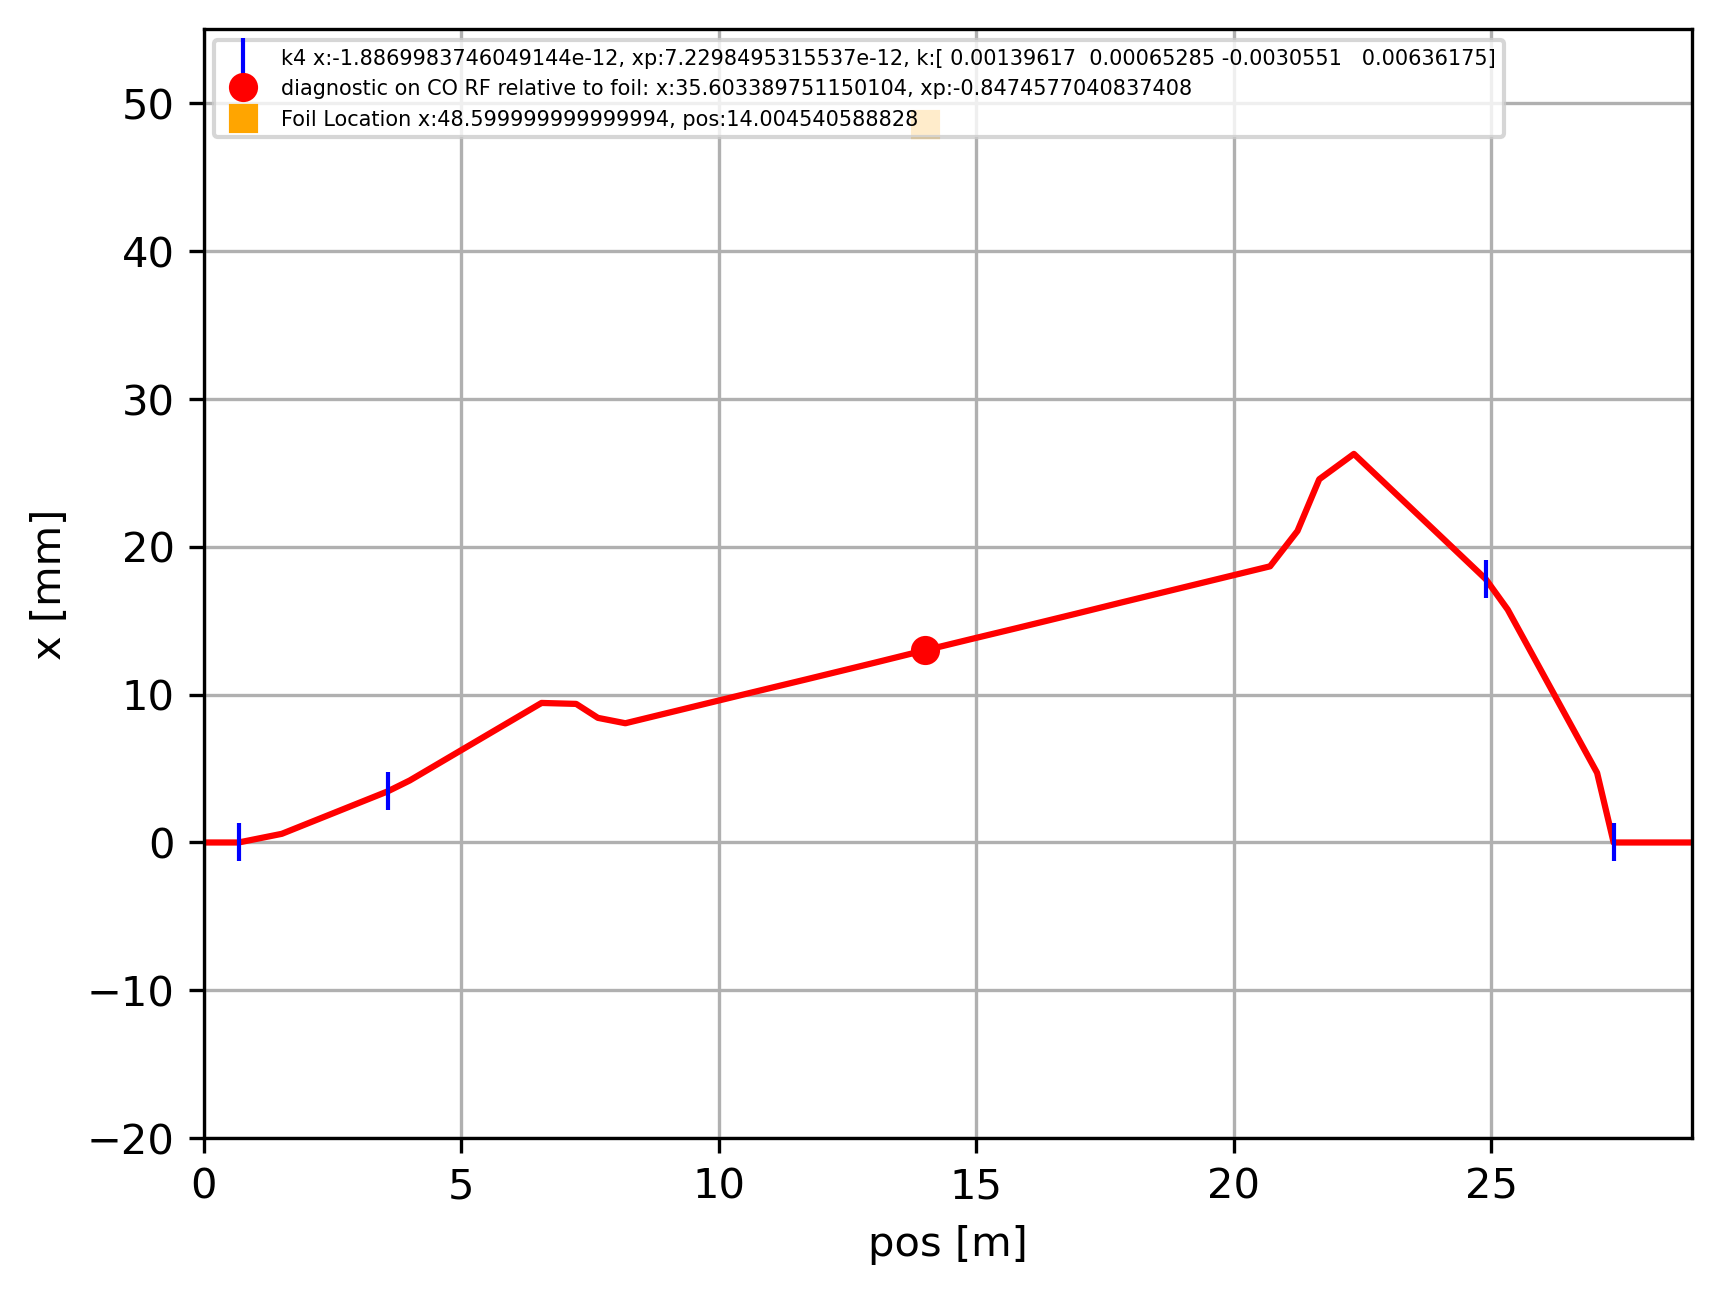 k4 x:-1.8869983746049144e-12, xp:7.2298495315537e-12, k:[ 0.00139617  0.00065285 -0.0030551   0.00636175]
diagnostic on CO RF relative to foil: x:35.603389751150104, xp:-0.8474577040837408
Foil Location x:48.599999999999994, pos:14.004540588828
50
40
30
20
10
0
−10
−20
x [mm]
0 5 10 15 20 25
pos [m]